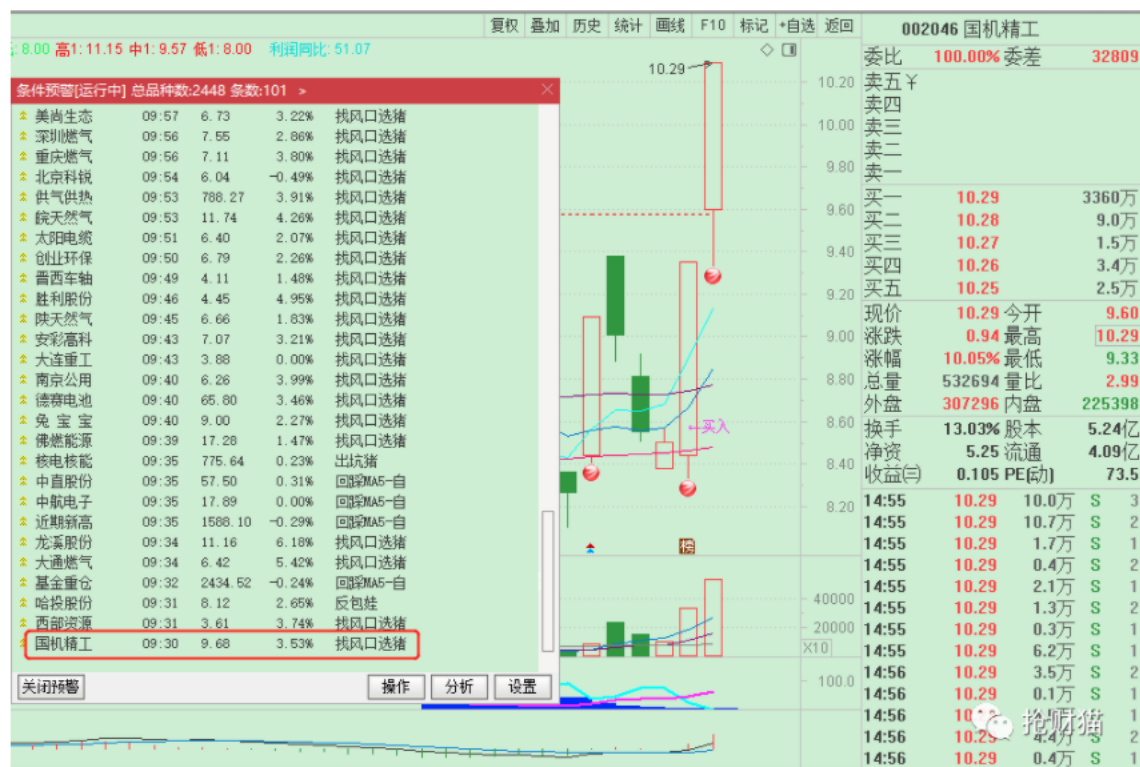 复权 叠加 历史 统计 画线 F10 标记 +自选 返回
8.00 高1: 11.15 中1: 9.57 低1: 8.00 利润同比: 51.07
条件预警[运行中] 总品种数:2448 条数:101 »
美尚生态 09:57 6.73 3.22% 找风口选猪
深圳燃气 09:56 7.55 2.86% 找风口选猪
重庆燃气 09:56 7.11 3.80% 找风口选猪
北京科锐 09:54 6.04 -0.49% 找风口选猪
供气供热 09:53 788.27 3.91% 找风口选猪
皖天然气 09:53 11.74 4.26% 找风口选猪
太阳电缆 09:51 6.40 2.07% 找风口选猪
创业环保 09:50 6.79 2.26% 找风口选猪
晋西车轴 09:49 4.11 1.48% 找风口选猪
胜利股份 09:46 4.45 4.95% 找风口选猪
陕天然气 09:45 6.66 1.83% 找风口选猪
安彩高科 09:43 7.07 3.21% 找风口选猪
大连重工 09:43 3.88 0.00% 找风口选猪
南京公用 09:40 6.26 3.99% 找风口选猪
德赛电池 09:40 65.80 3.46% 找风口选猪
兔 宝 宝 09:40 9.00 2.27% 找风口选猪
佛燃能源 09:39 17.28 1.47% 找风口选猪
核电核能 09:35 775.64 0.23% 出坑猪
中直股份 09:35 57.50 0.31% 回踩MA5-自
中航电子 09:35 17.89 0.00% 回踩MA5-自
近期新高 09:35 1588.10 -0.29% 回踩MA5-自
龙溪股份 09:34 11.16 6.18% 找风口选猪
大通燃气 09:34 6.42 5.42% 找风口选猪
基金重仓 09:32 2434.52 -0.24% 回踩MA5-自
哈投股份 09:31 8.12 2.65% 反包娃
西部资源 09:31 3.61 3.74% 找风口选猪
国机精工 09:30 9.68 3.53% 找风口选猪
关闭预警 操作 分析 设置
10.29
买入
榜
10.20
10.00
9.80
9.60
9.40
9.20
9.00
8.80
8.60
8.40
8.20
40000
20000
X10
100.0
002046 国机精工
委比 100.00% 委差 32809
卖五 ¥
卖四
卖三
卖二
卖一
买一 10.29 3360万
买二 10.28 9.0万
买三 10.27 1.5万
买四 10.26 3.4万
买五 10.25 2.5万
现价 10.29 今开 9.60
涨跌 0.94 最高 10.29
涨幅 10.05% 最低 9.33
总量 532694 量比 2.99
外盘 307296 内盘 225398
换手 13.03% 股本 5.24亿
净资 5.25 流通 4.09亿
收益㈢ 0.105 PE(动) 73.5
14:55 10.29 10.0万 S 3
14:55 10.29 10.7万 S 2
14:55 10.29 1.7万 S 1
14:55 10.29 0.4万 S 2
14:55 10.29 2.1万 S 1
14:55 10.29 1.3万 S 2
14:55 10.29 0.3万 S 1
14:55 10.29 6.2万 S 1
14:56 10.29 3.5万 S 2
14:56 10.29 0.1万 S 1
14:56 S 1
14:56 10.29 4.4万 S 2
14:56 10.29 0.4万 S 1
抢财猫